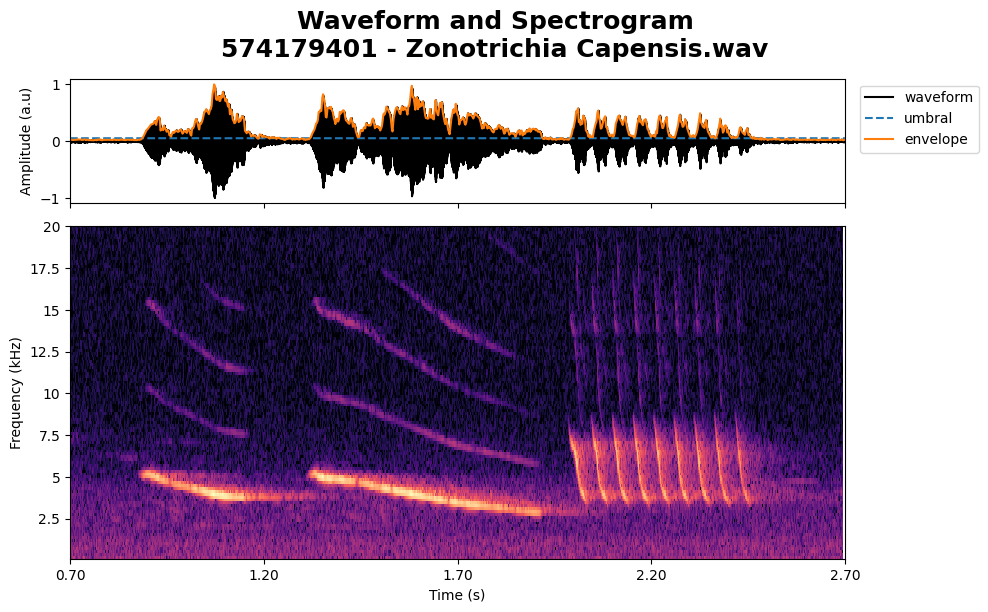 Waveform and Spectrogram
574179401 - Zonotrichia Capensis.wav
Amplitude (a.u)
1
0
−1
waveform
umbral
envelope
Frequency (kHz)
20
17.5
15
12.5
10
7.5
5
2.5
0.70
1.20
1.70
2.20
2.70
Time (s)